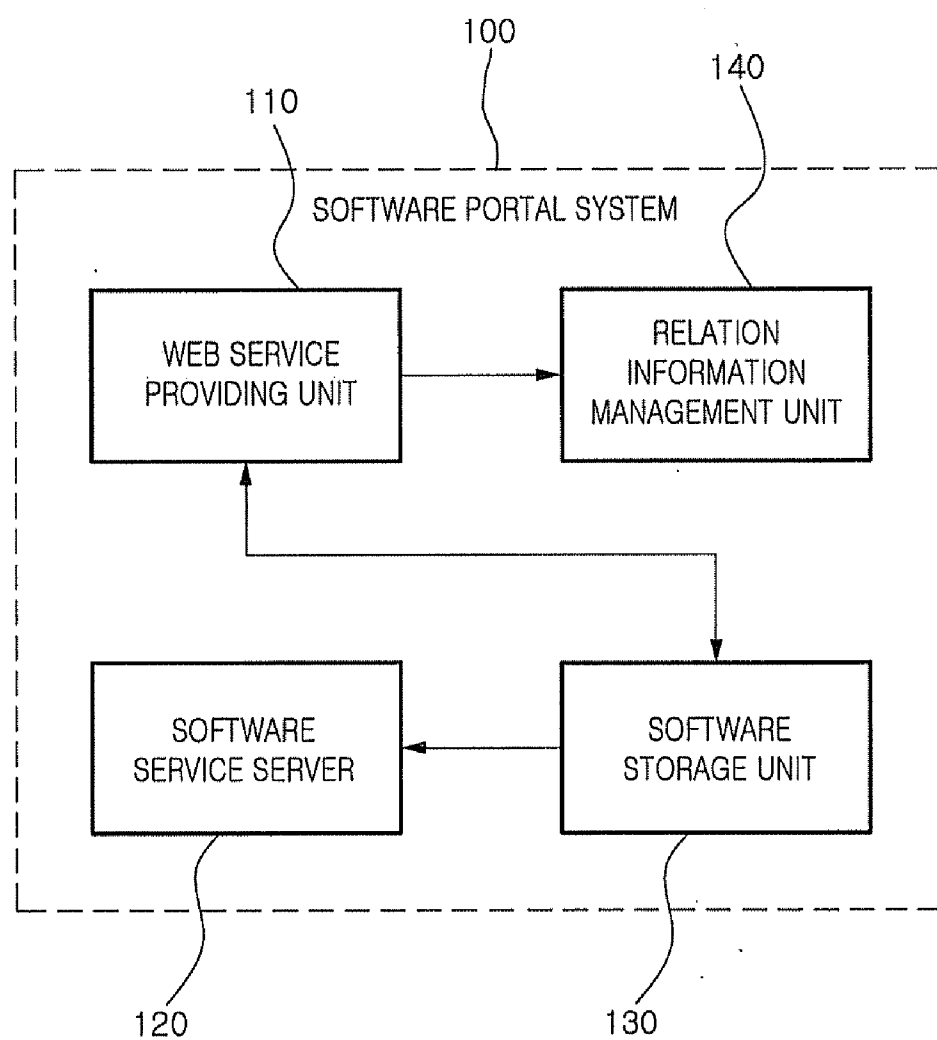 100
140
110
SOFTWARE PORTAL SYSTEM
WEB SERVICE
PROVIDING UNIT
RELATION
INFORMATION
MANAGEMENT UNIT
SOFTWARE
SERVICE SERVER
SOFTWARE
STORAGE UNIT
120
130